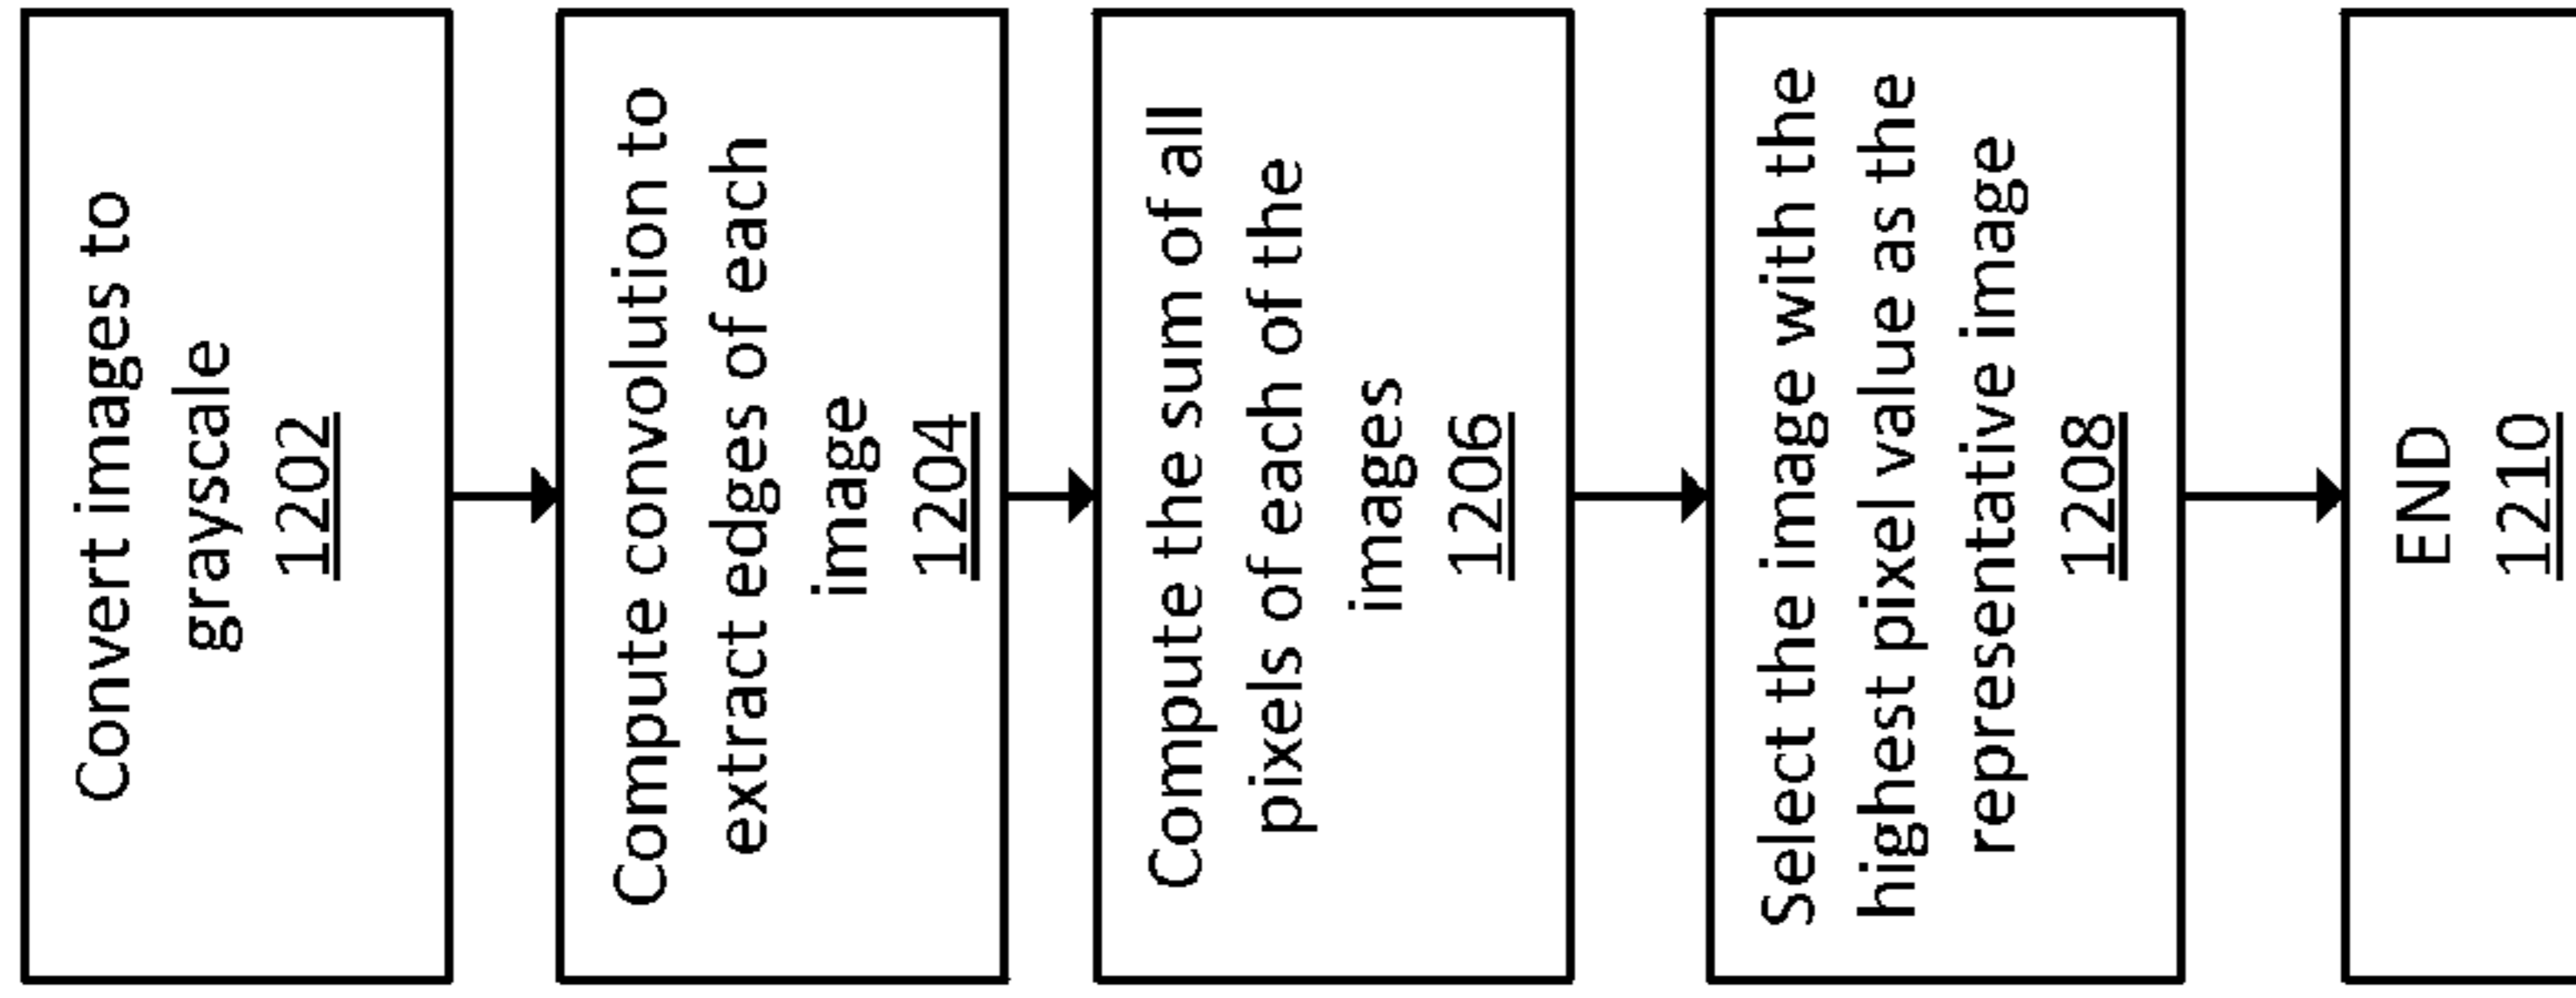 Convert images to
grayscale
1202
Compute convolution to
extract edges of each
image
1204
Compute the sum of all
pixels of each of the
images
1206
Select the image with the
highest pixel value as the
representative image
1208
END
1210